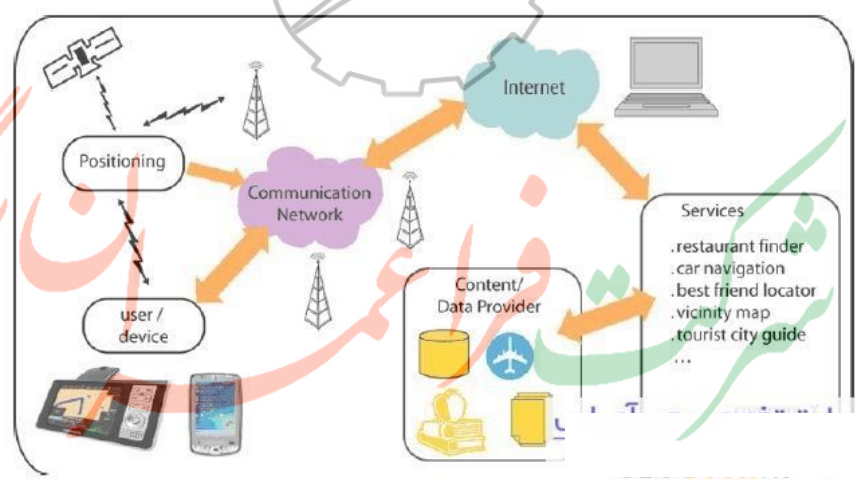 Internet
Positioning
Communication
Network
Services
.restaurant finder
.car navigation
.best friend locator
.vicinity map
.tourist city guide
...
Content/
Data Provider
user /
device
شرکت